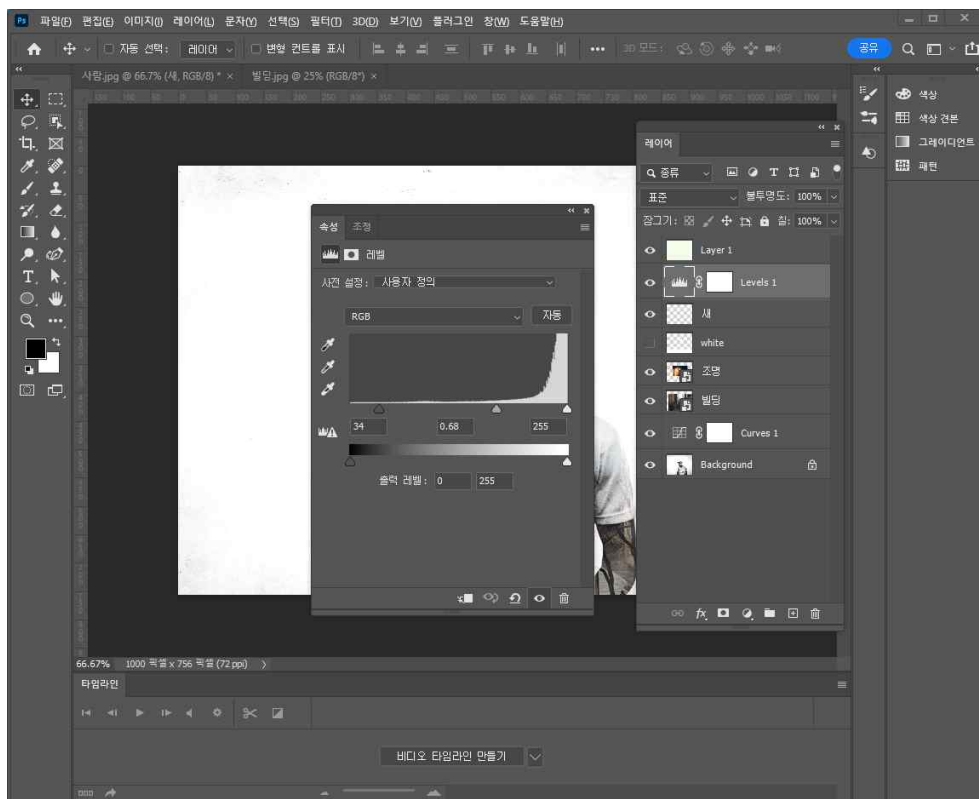 Ps 파일(F) 편집(E) 이미지(I) 레이어(L) 문자(Y) 선택(S) 필터(T) 3D(D) 보기(V) 플러그인 창(W) 도움말(H)
자동 선택: 레이어 변형 컨트롤 표시 3D 모드: 공유
사람.jpg @ 66.7% (새, RGB/8) * × 빌딩.jpg @ 25% (RGB/8*) ×
색상
색상 견본
그레이디언트
패턴
레이어
종류
표준 불투명도: 100%
잠그기: 칠: 100%
Layer 1
Levels 1
새
white
조명
빌딩
Curves 1
Background
속성 조정
레벨
사전 설정: 사용자 정의
RGB 자동
34 0.68 255
출력 레벨: 0 255
66.67% 1000 픽셀 x 756 픽셀 (72 ppi)
타임라인
비디오 타임라인 만들기